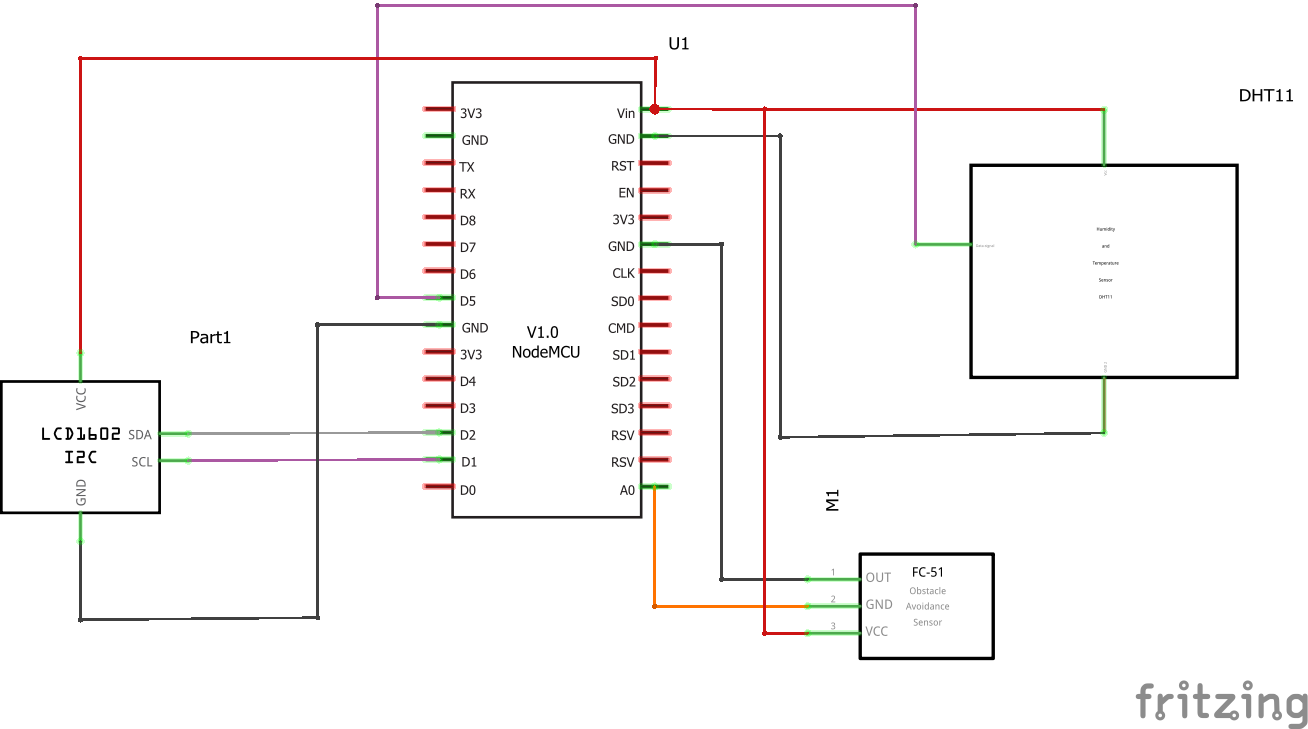 U1
DHT11
3V3
GND
TX
RX
D8
D7
D6
D5
GND
3V3
D4
D3
D2
D1
D0
V1.0
NodeMCU
Vin
GND
RST
EN
3V3
GND
CLK
SD0
CMD
SD1
SD2
SD3
RSV
RSV
A0
Humidity
and
Temperature
Sensor
DHT11
Part1
VCC
LCD1602
I2C
SDA
SCL
GND
M1
1
2
3
OUT
GND
VCC
FC-51
Obstacle
Avoidance
Sensor
fritzing